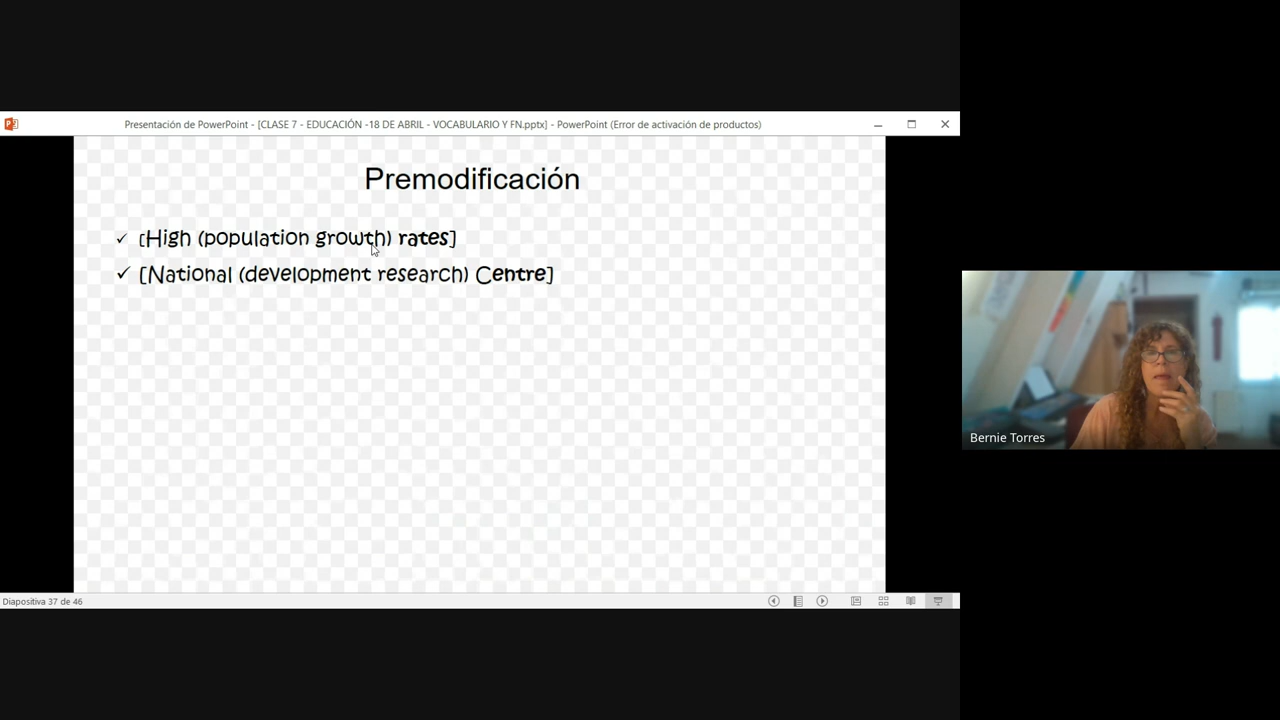 Presentación de PowerPoint - [CLASE 7 - EDUCACIÓN -18 DE ABRIL - VOCABULARIO Y FN.pptx] - PowerPoint (Error de activación de productos)
Premodificación
✓ [High (population growth) rates]
✓ [National (development research) Centre]
Bernie Torres
Diapositiva 37 de 46